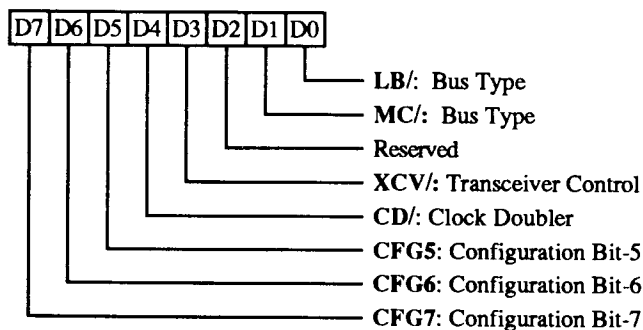 D7 D6 D5 D4 D3 D2 D1 D0
LB/: Bus Type
MC/: Bus Type
Reserved
XCV/: Transceiver Control
CD/: Clock Doubler
CFG5: Configuration Bit-5
CFG6: Configuration Bit-6
CFG7: Configuration Bit-7